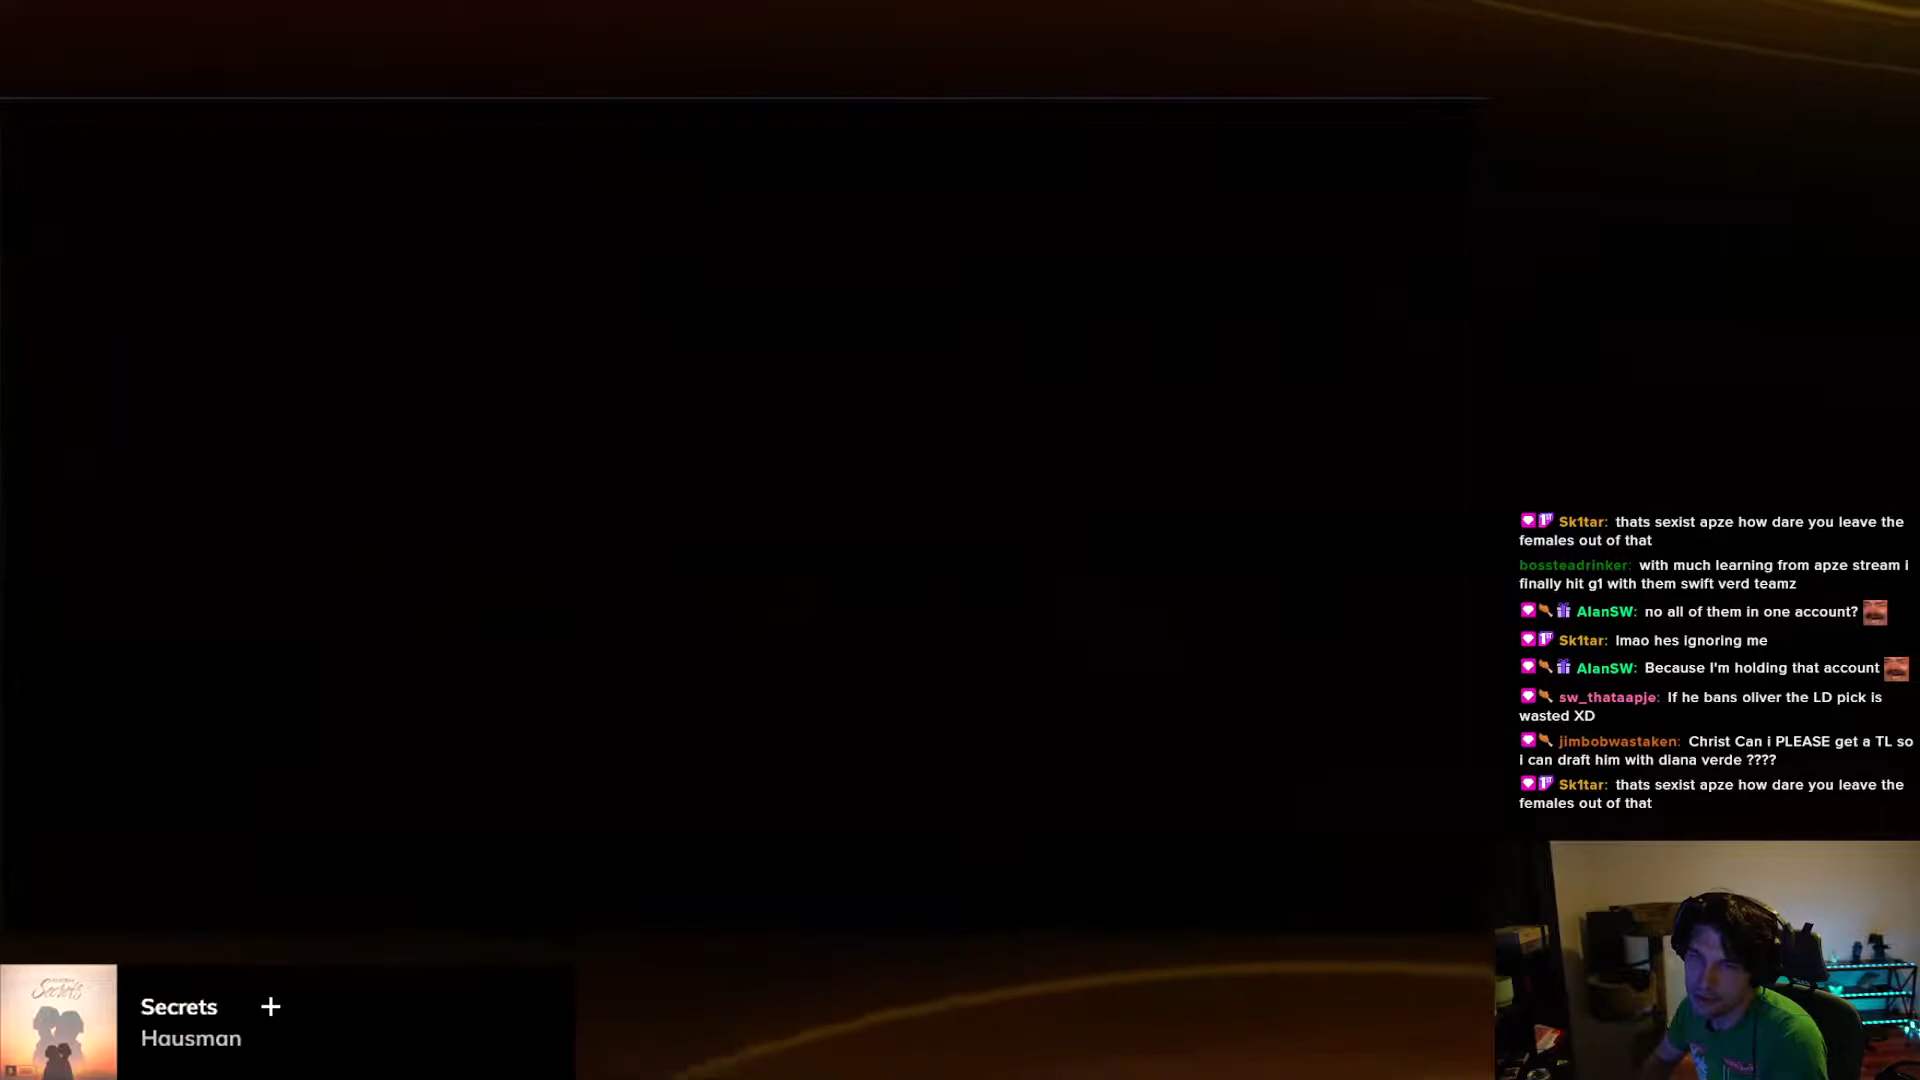 Sk1tar: thats sexist apze how dare you leave the
females out of that
bossteadrinker: with much learning from apze stream i
finally hit g1 with them swift verd teamz
AlanSW: no all of them in one account?
Sk1tar: lmao hes ignoring me
AlanSW: Because I'm holding that account
sw_thataapje: If he bans oliver the LD pick is
wasted XD
jimbobwastaken: Christ Can i PLEASE get a TL so
i can draft him with diana verde ????
Sk1tar: thats sexist apze how dare you leave the
females out of that
Secrets
Secrets +
Hausman